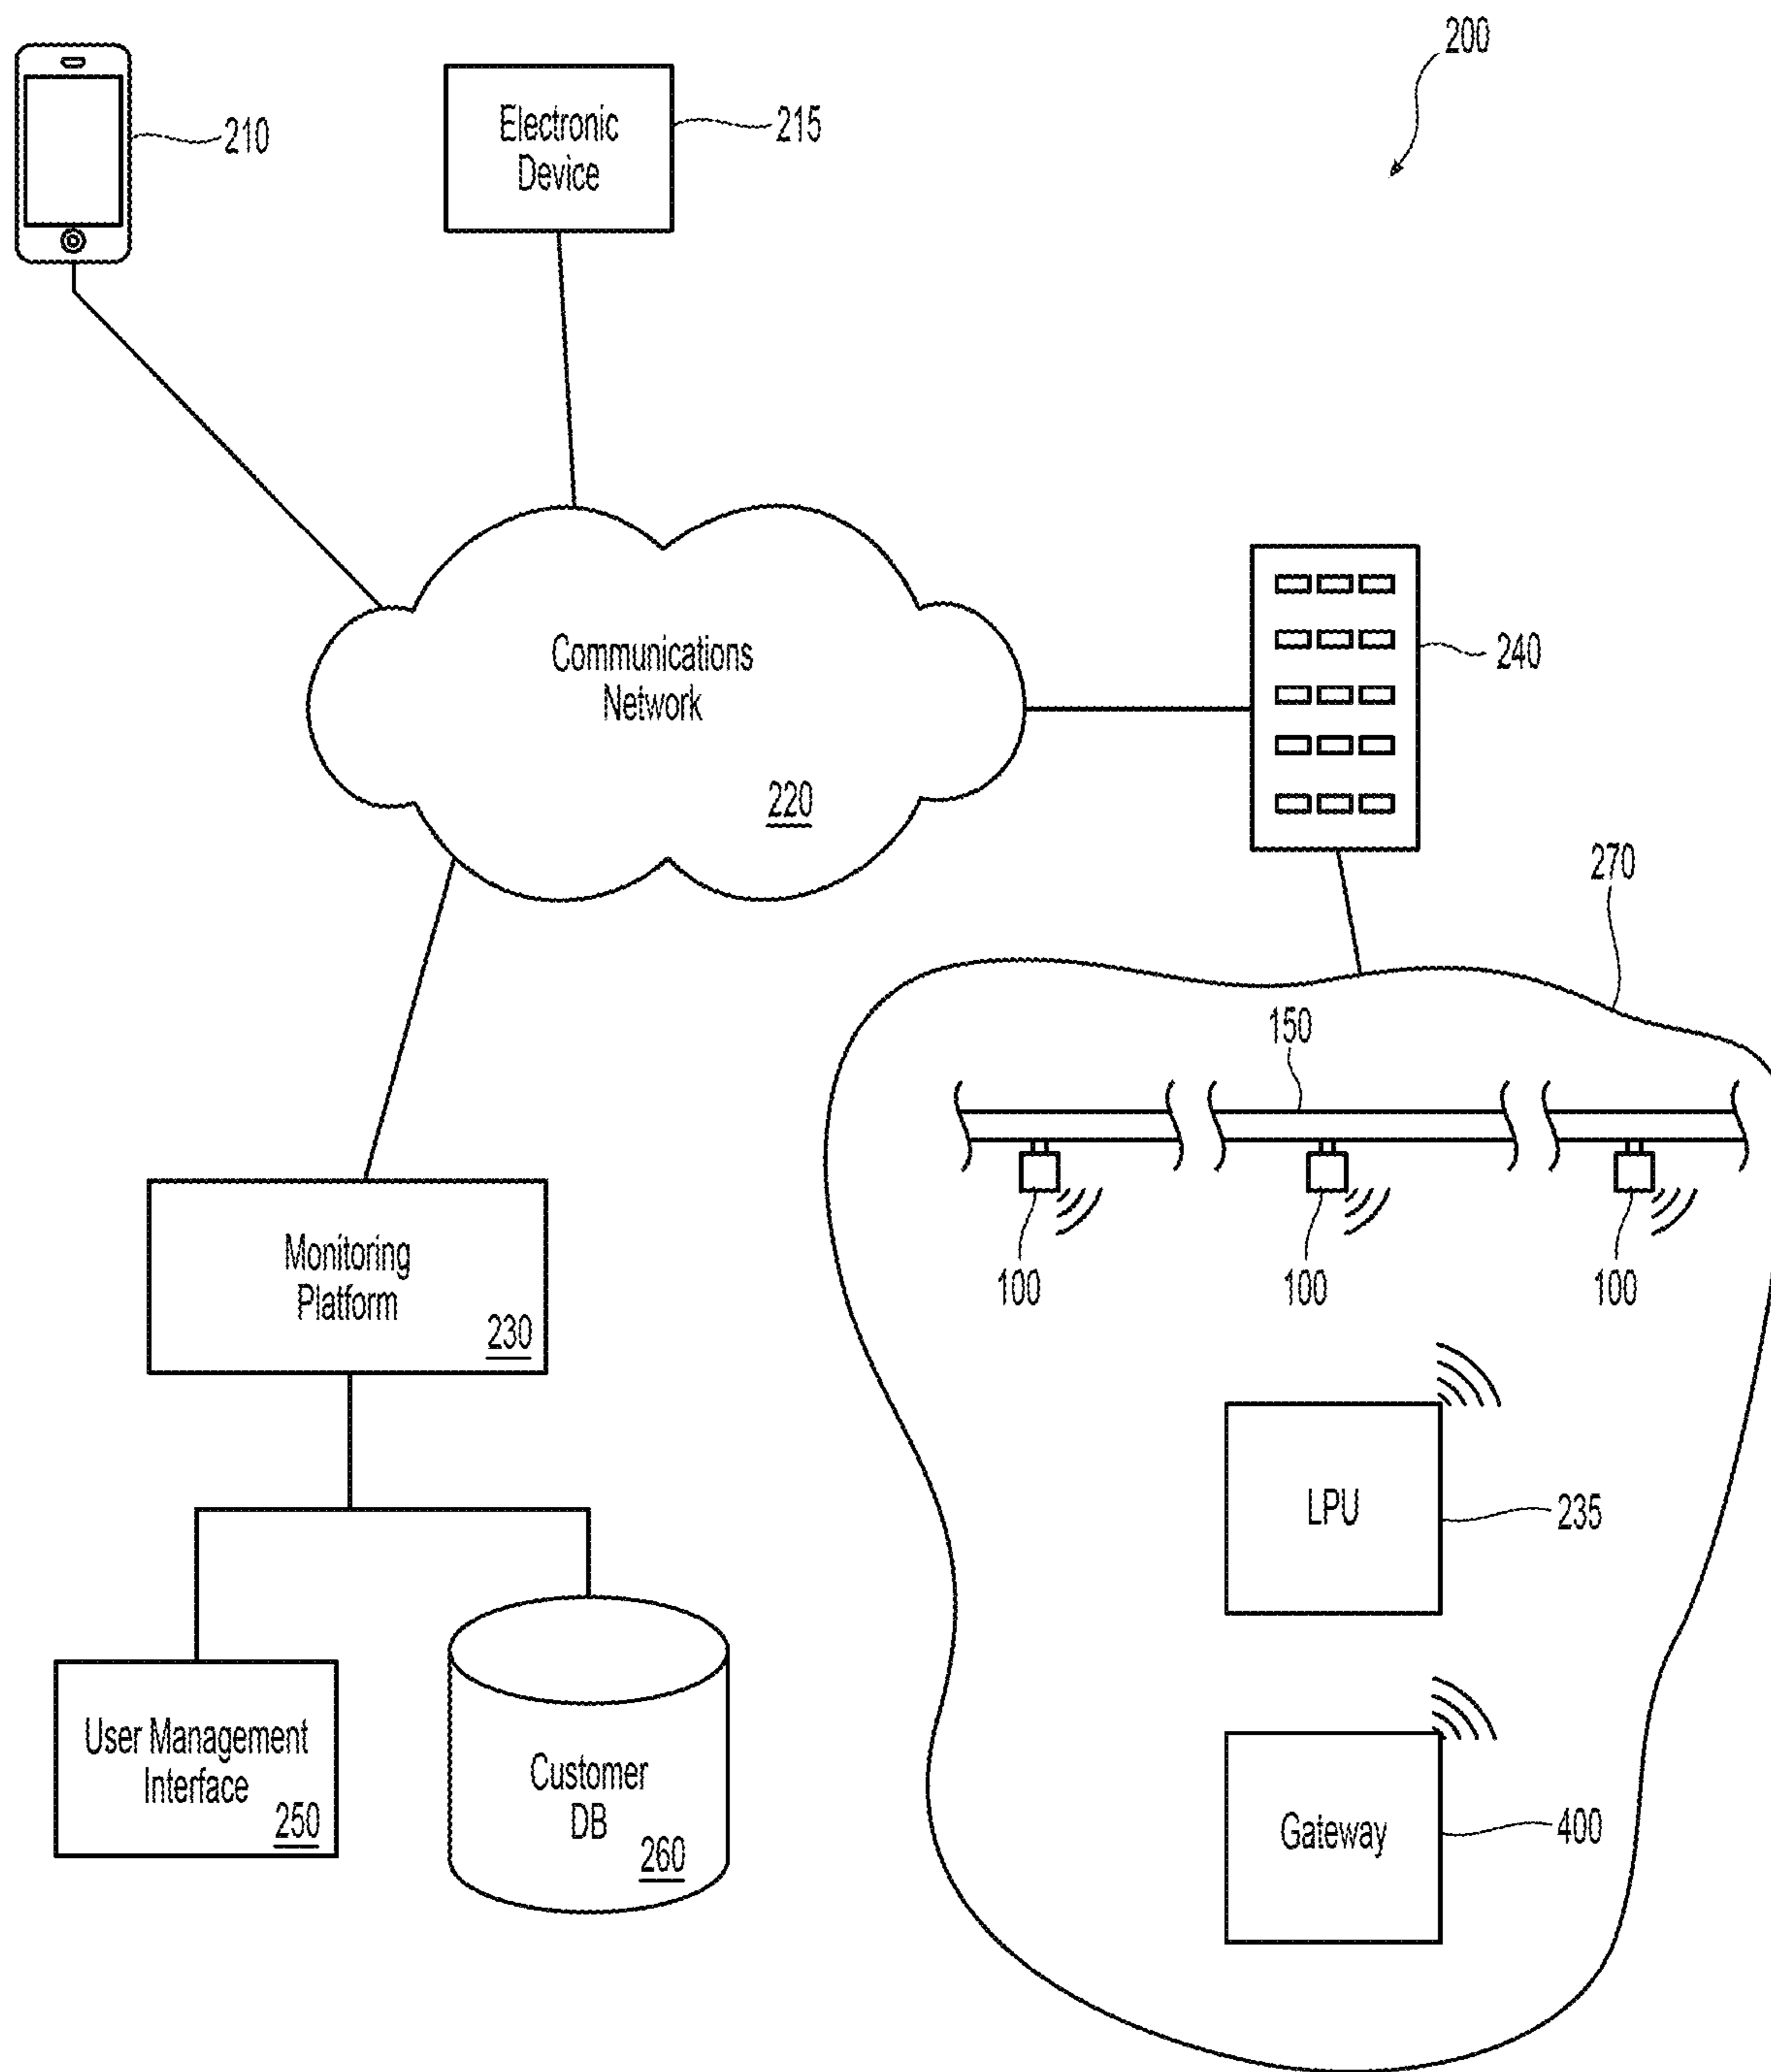 200
210
Electronic
Device
215
Communications
Network
220
240
270
150
100
100
100
Monitoring
Platform
230
LPU
235
User Management
Interface
250
Customer
DB
260
Gateway
400